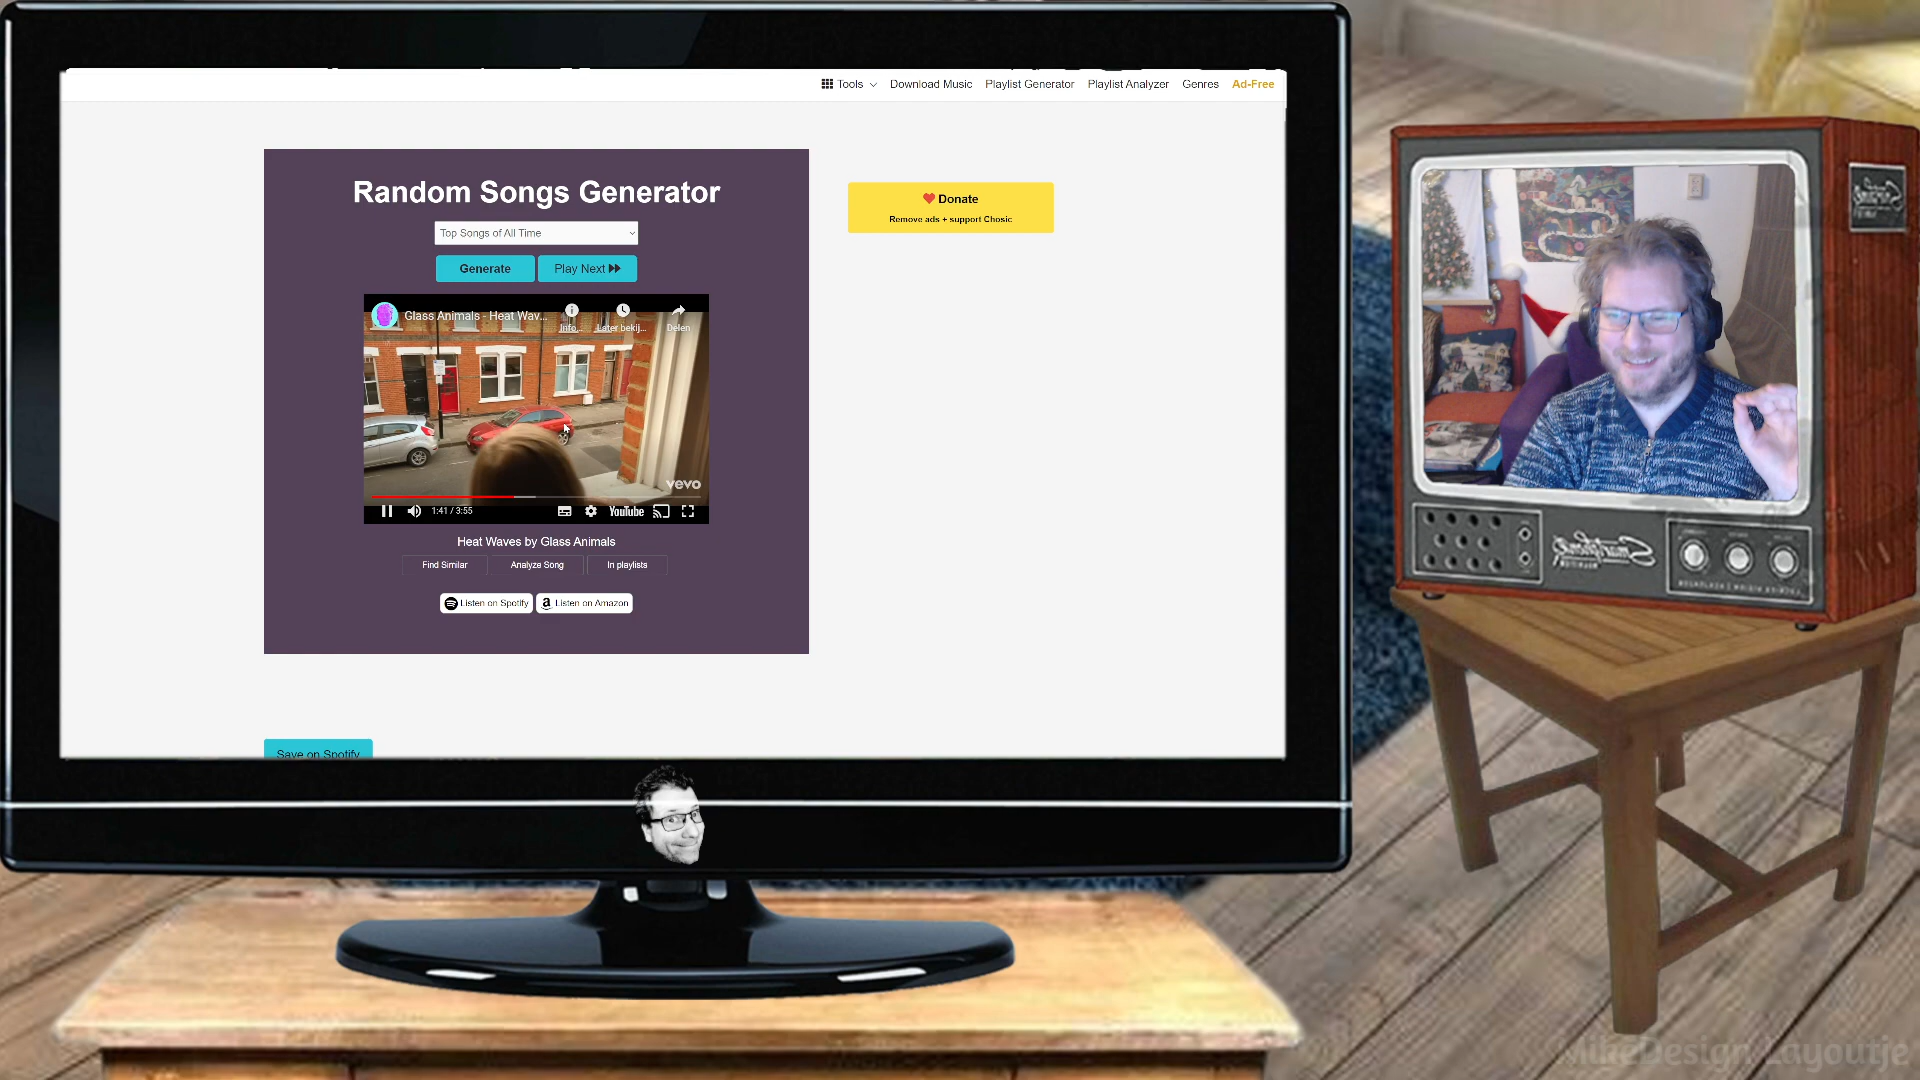 Tools Download Music Playlist Generator Playlist Analyzer Genres Ad-Free
Random Songs Generator
Top Songs of All Time
Generate Play Next
Donate
Remove ads + support Chosic
Glass Animals - Heat Wav...
Info... Later bekij... Delen
vevo
1:41 / 3:55 YouTube
Heat Waves by Glass Animals
Find Similar Analyze Song In playlists
Listen on Spotify Listen on Amazon
Save on Spotify
MikeDesign Layoutje